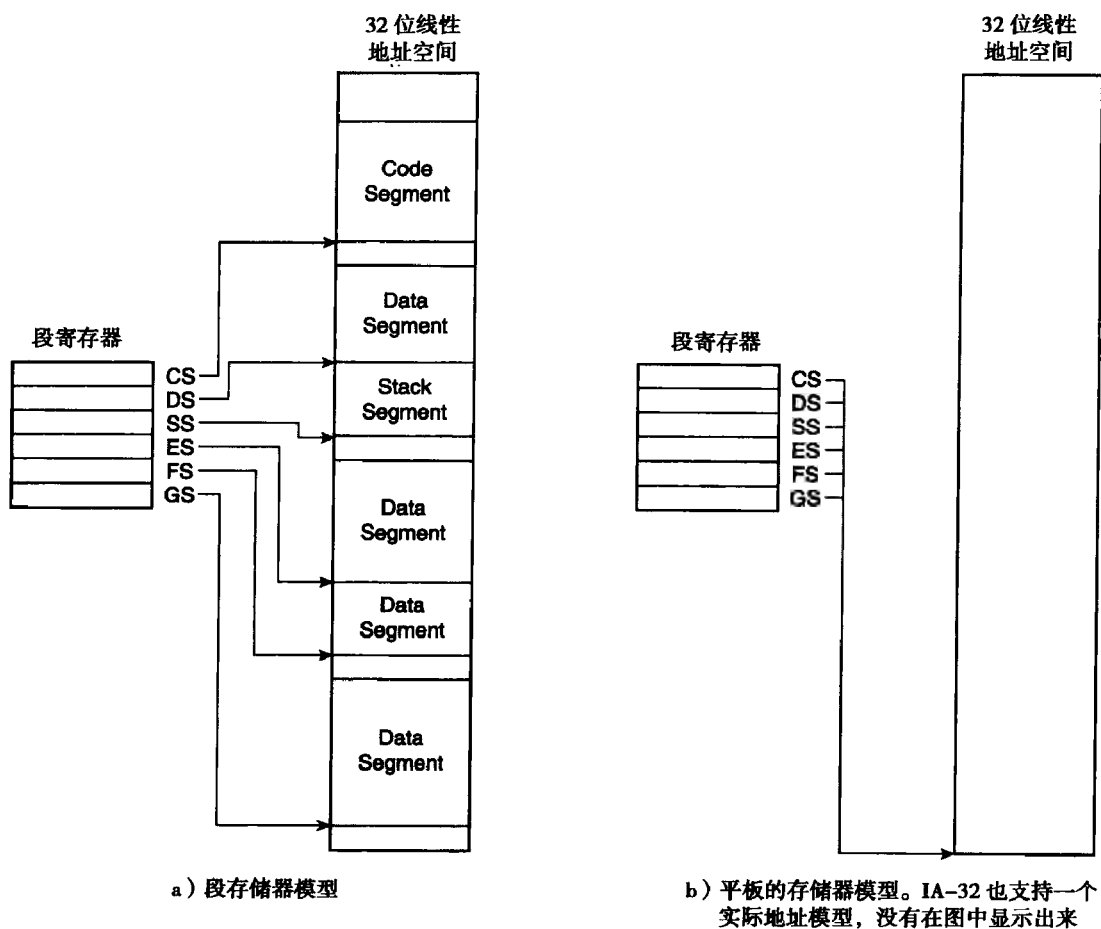 32 位线性
地址空间
Code
Segment
Data
Segment
段寄存器
CS
DS
SS
ES
FS
GS
Stack
Segment
Data
Segment
Data
Segment
Data
Segment
a）段存储器模型
32 位线性
地址空间
段寄存器
CS
DS
SS
ES
FS
GS
b）平板的存储器模型。IA-32 也支持一个
实际地址模型，没有在图中显示出来